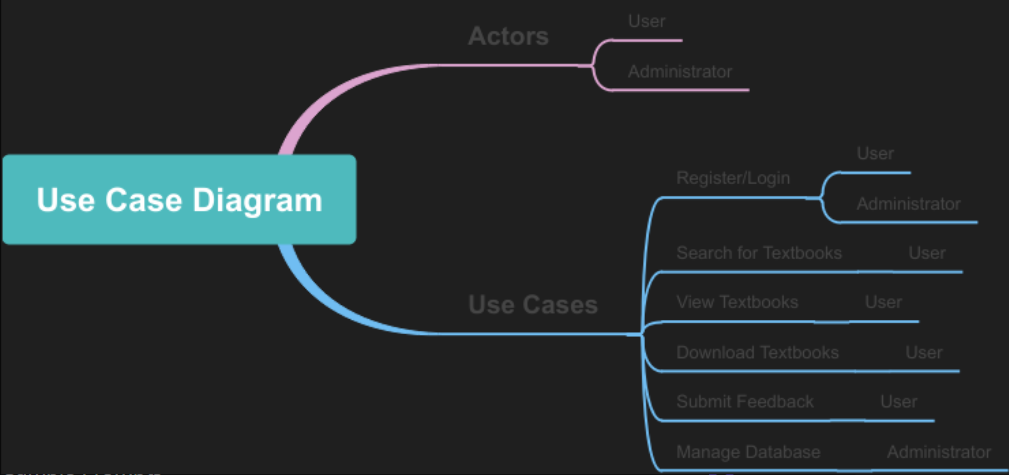 Use Case Diagram
Actors
User
Administrator
Use Cases
Register/Login
User
Administrator
Search for Textbooks
User
View Textbooks
User
Download Textbooks
User
Submit Feedback
User
Manage Database
Administrator